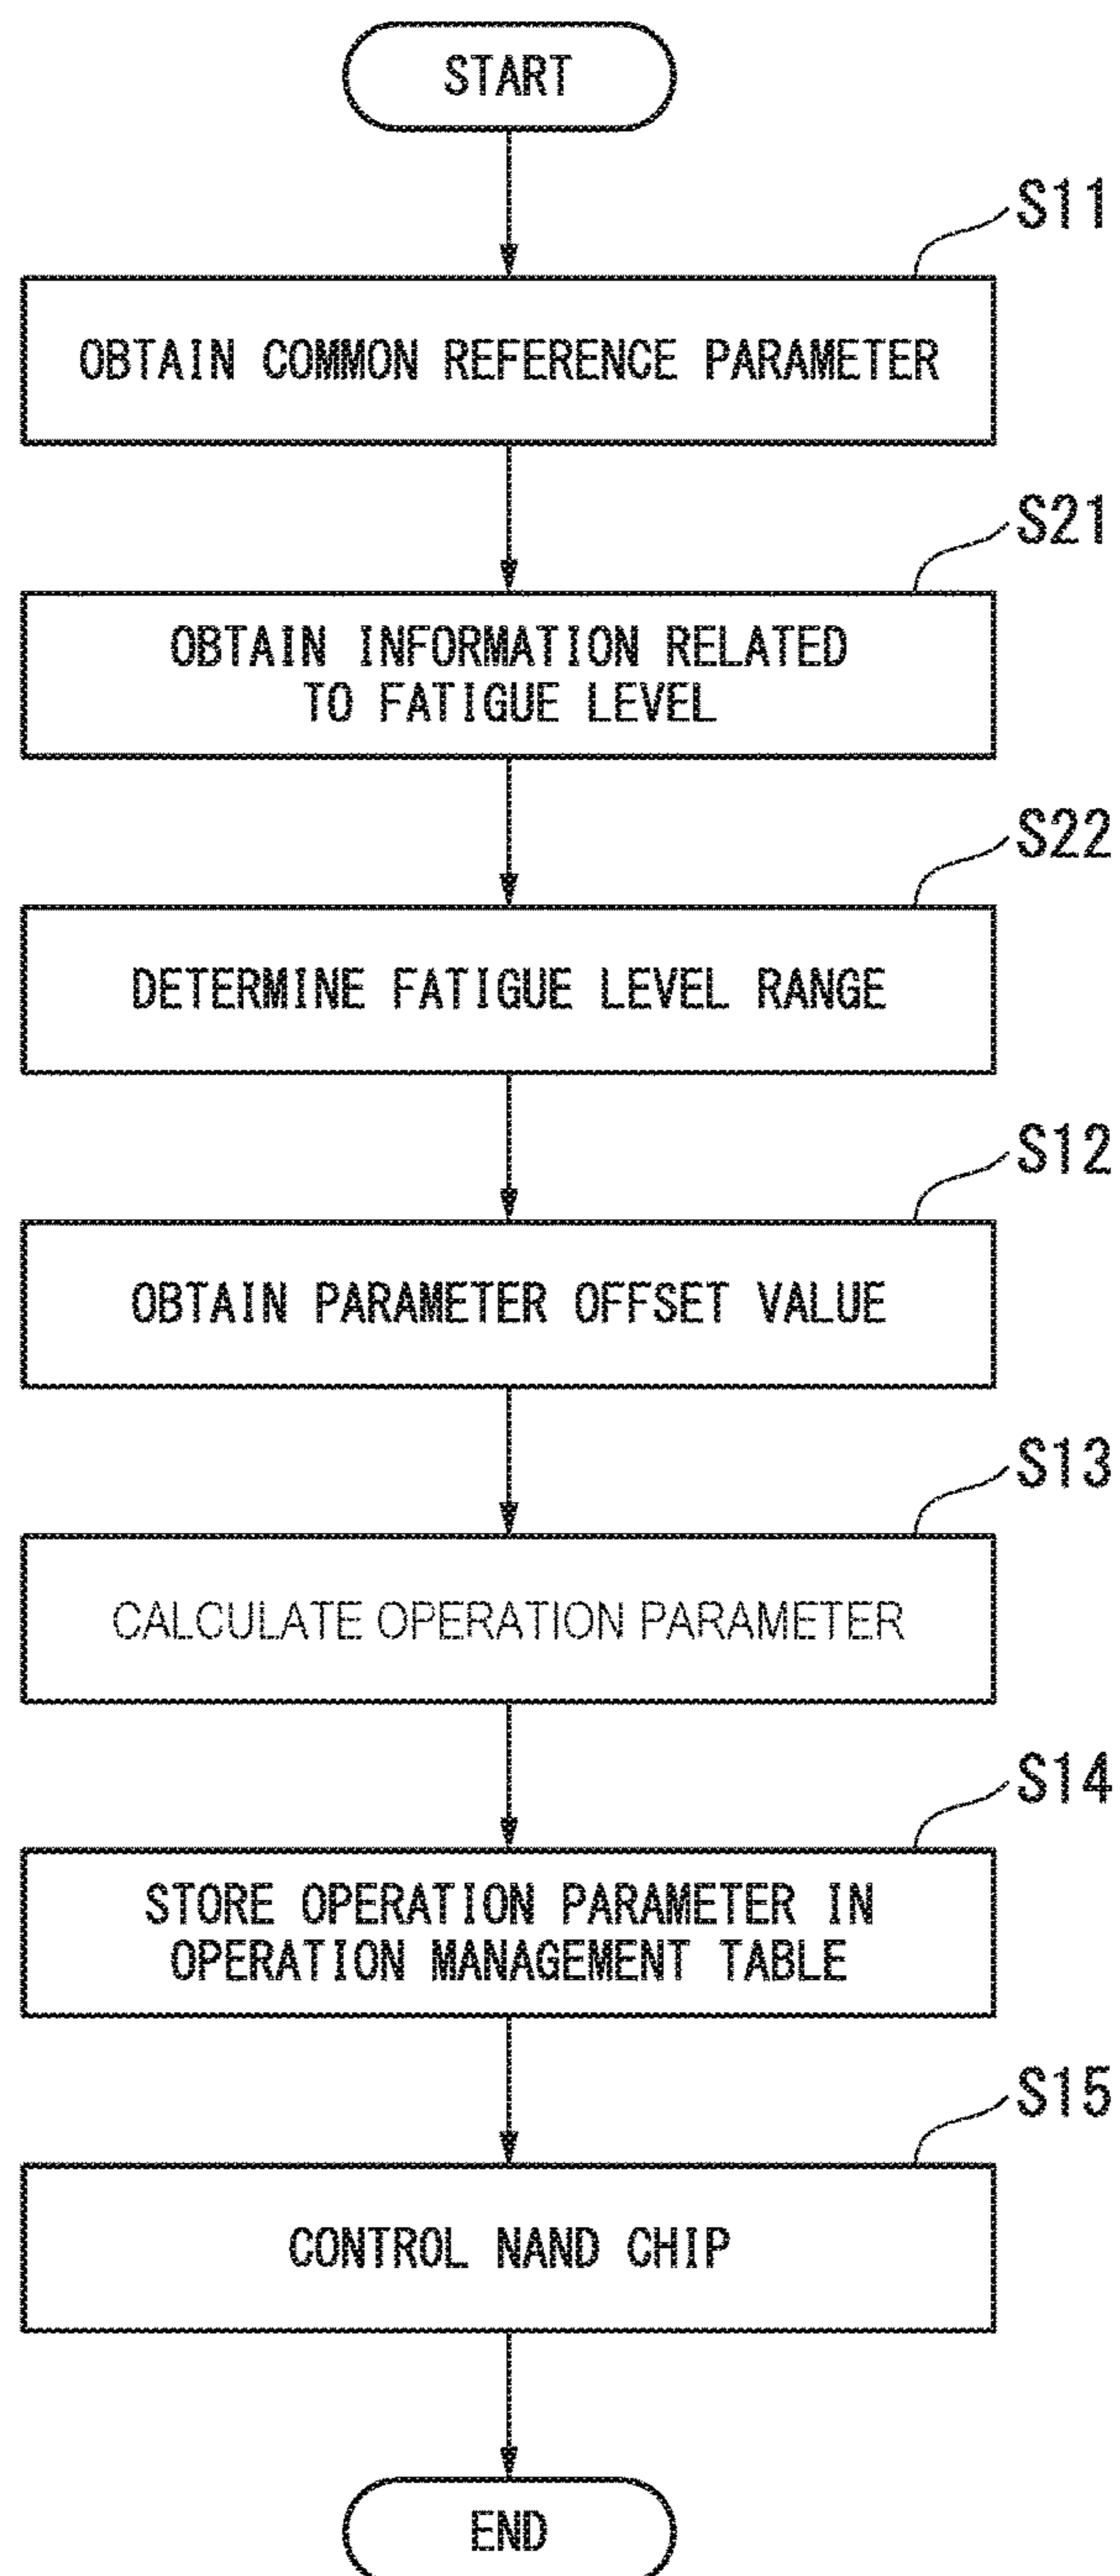 START
S11
OBTAIN COMMON REFERENCE PARAMETER
S21
OBTAIN INFORMATION RELATED
TO FATIGUE LEVEL
S22
DETERMINE FATIGUE LEVEL RANGE
S12
OBTAIN PARAMETER OFFSET VALUE
S13
CALCULATE OPERATION PARAMETER
S14
STORE OPERATION PARAMETER IN
OPERATION MANAGEMENT TABLE
S15
CONTROL NAND CHIP
END